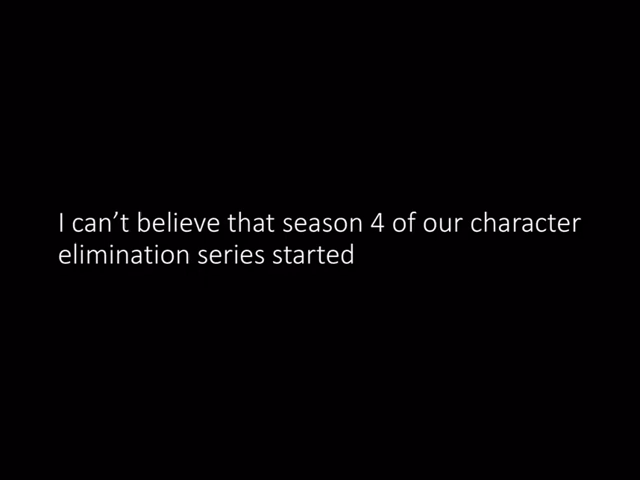 I can’t believe that season 4 of our character
elimination series started